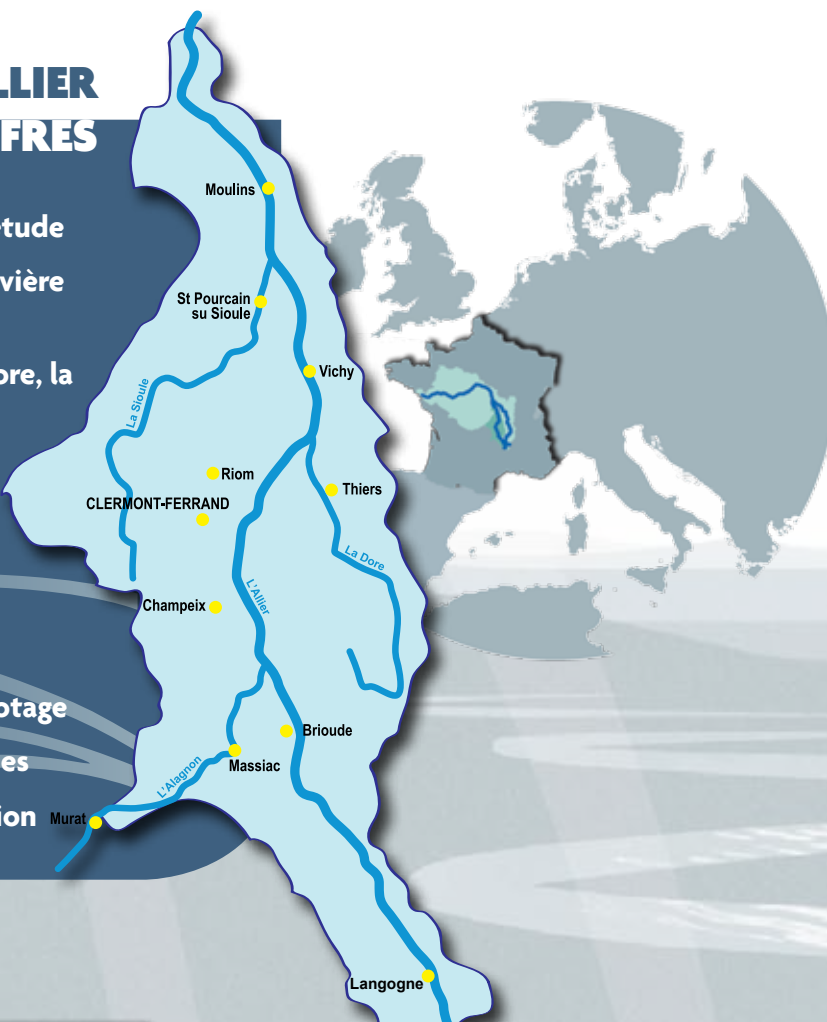 LLIER
FRES
étude
vière
ore, la
otage
es
ion
Moulins
St Pourcain
su Sioule
Vichy
La Sioule
Riom
Thiers
CLERMONT-FERRAND
La Dore
L'Allier
Champeix
Brioude
Massiac
L'Alagnon
Murat
Langogne